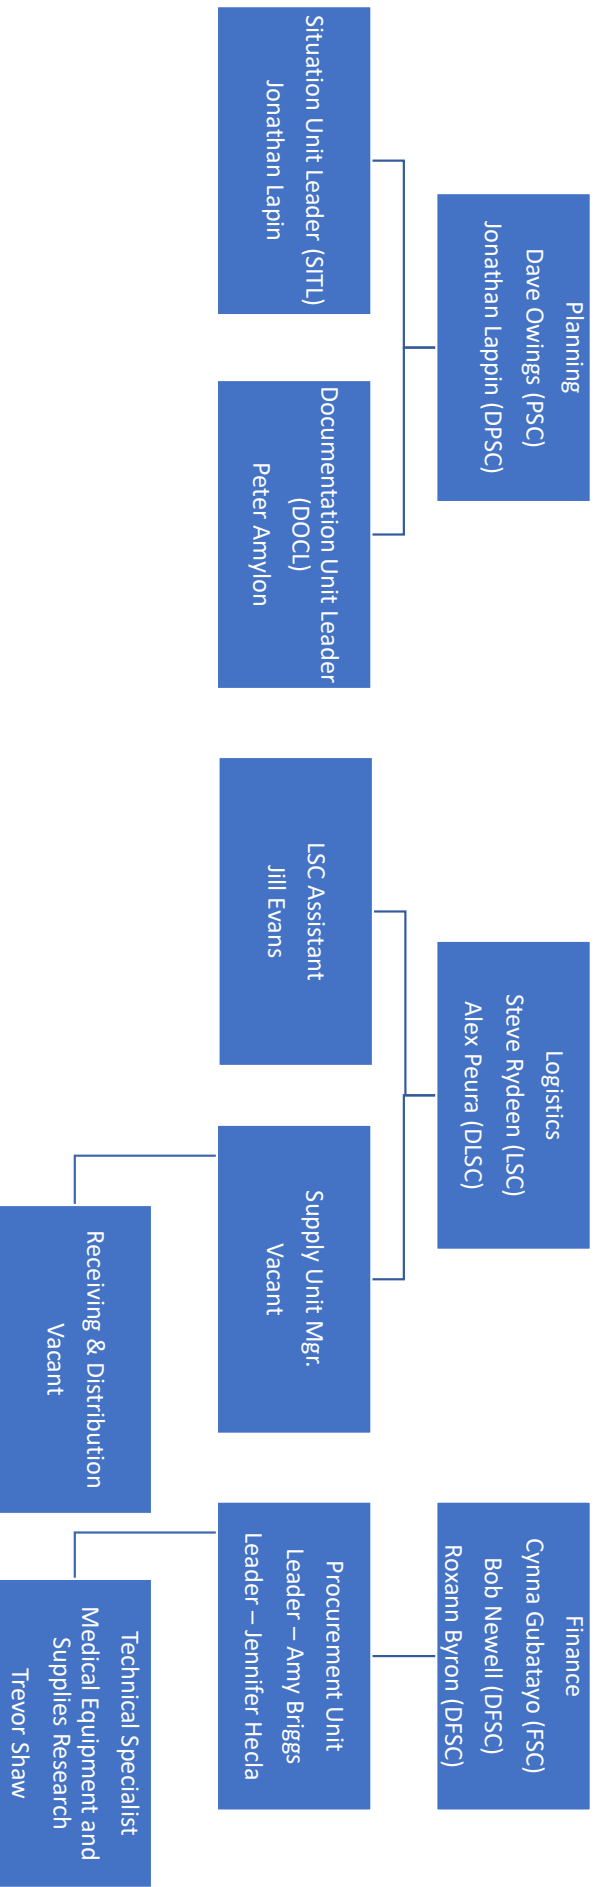 Planning
Dave Owings (PSC)
Jonathan Lappin (DPSC)
Situation Unit Leader (SITL)
Jonathan Lapin
Documentation Unit Leader
(DOCL)
Peter Amylon
Logistics
Steve Rydeen (LSC)
Alex Peura (DLSC)
LSC Assistant
Jill Evans
Supply Unit Mgr.
Vacant
Receiving & Distribution
Vacant
Finance
Cynna Gubatayo (FSC)
Bob Newell (DFSC)
Roxann Byron (DFSC)
Procurement Unit
Leader – Amy Briggs
Leader – Jennifer Hecla
Technical Specialist
Medical Equipment and
Supplies Research
Trevor Shaw